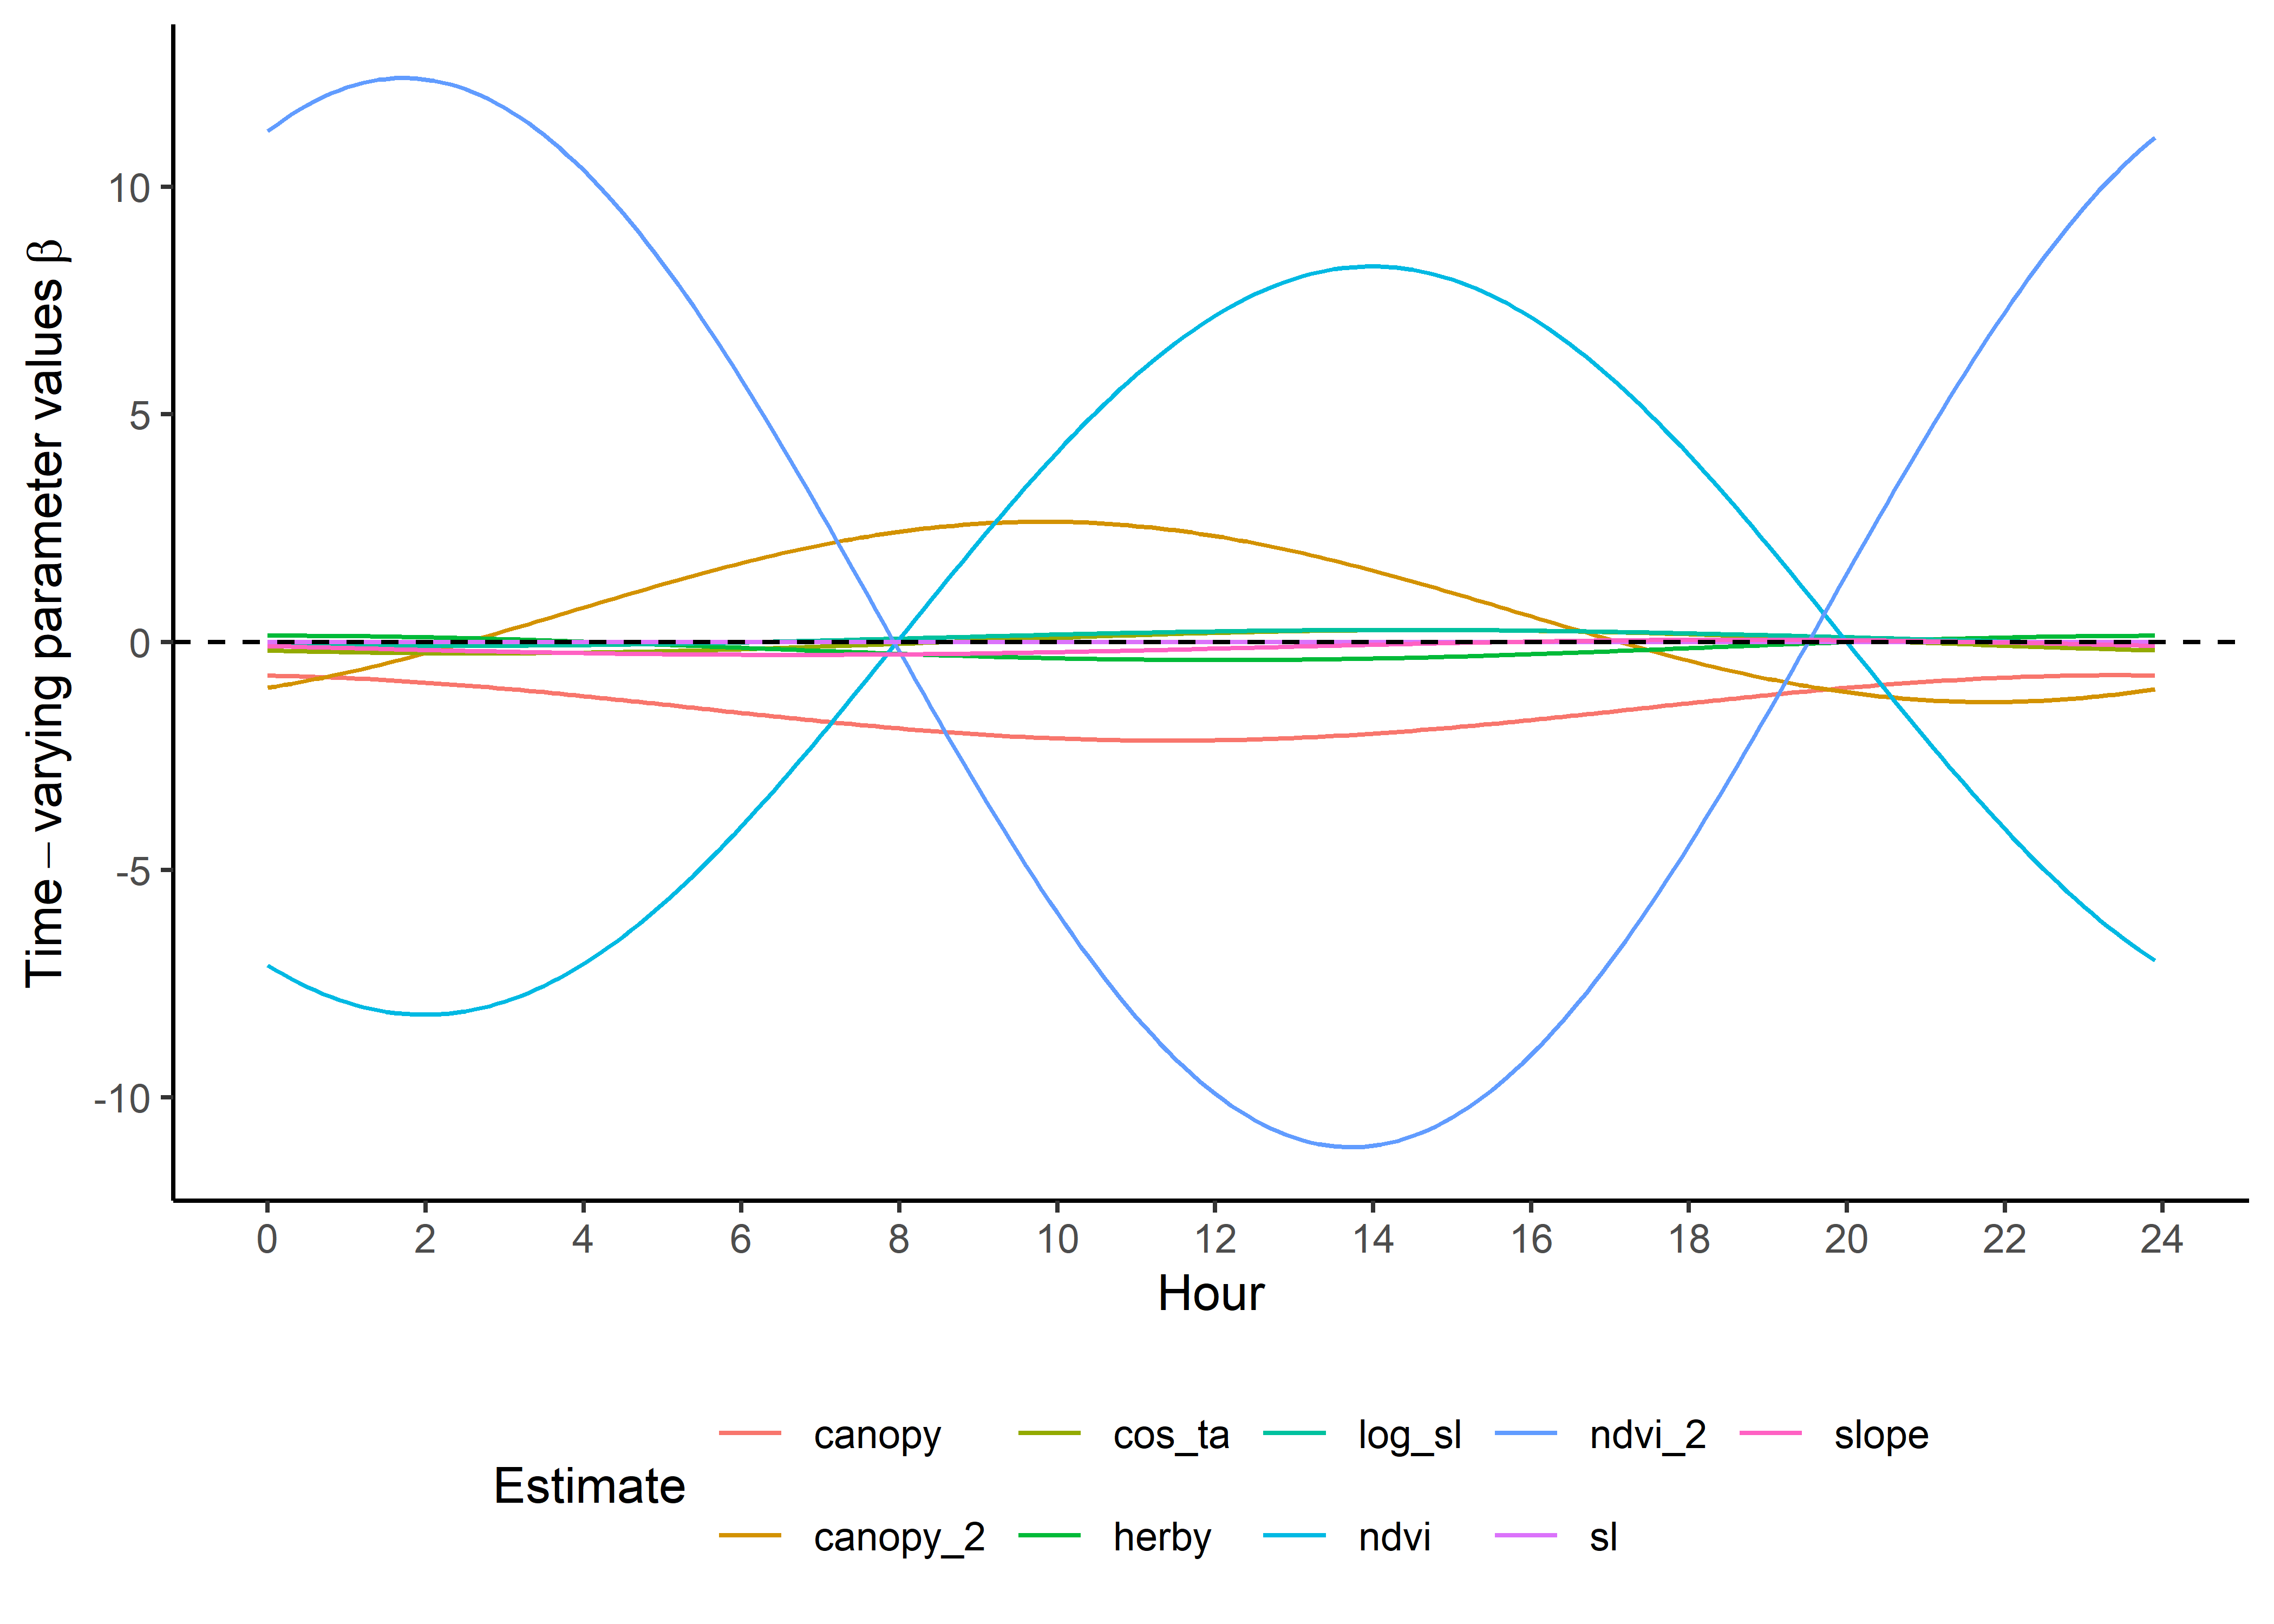 Time − varying parameter values β
10
5
0
-5
-10
0 2 4 6 8 10 12 14 16 18 20 22 24
Hour
Estimate
canopy cos_ta log_sl ndvi_2 slope
canopy_2 herby ndvi sl